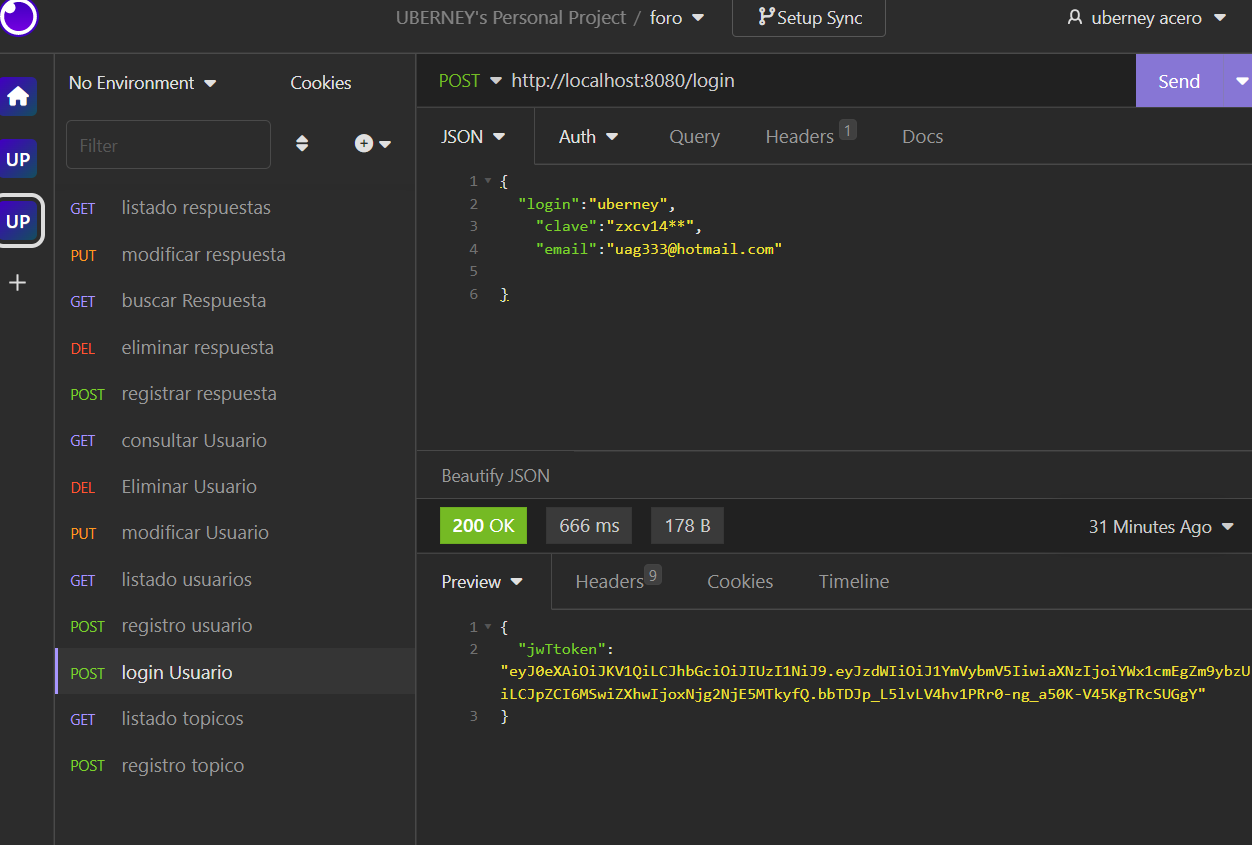 UBERNEY's Personal Project / foro
Setup Sync
uberney acero
No Environment
Cookies
Filter
UP
UP
GET listado respuestas
PUT modificar respuesta
GET buscar Respuesta
DEL eliminar respuesta
POST registrar respuesta
GET consultar Usuario
DEL Eliminar Usuario
PUT modificar Usuario
GET listado usuarios
POST registro usuario
POST login Usuario
GET listado topicos
POST registro topico
POST http://localhost:8080/login
Send
JSON Auth Query Headers 1 Docs
1 {
2 "login":"uberney",
3 "clave":"zxcv14**",
4 "email":"uag333@hotmail.com"
5
6 }
Beautify JSON
200 OK 666 ms 178 B 31 Minutes Ago
Preview Headers 9 Cookies Timeline
1 {
2 "jwTtoken":
"eyJ0eXAiOiJKV1QiLCJhbGciOiJIUzI1NiJ9.eyJzdWIiOiJ1YmVybmV5IiwiaXNzIjoiYWx1cmEgZm9ybzU
iLCJpZCI6MSwiZXhwIjoxNjg2NjE5MTkyfQ.bbTDJp_L5lvLV4hv1PRr0-ng_a50K-V45KgTRcSUGgY"
3 }